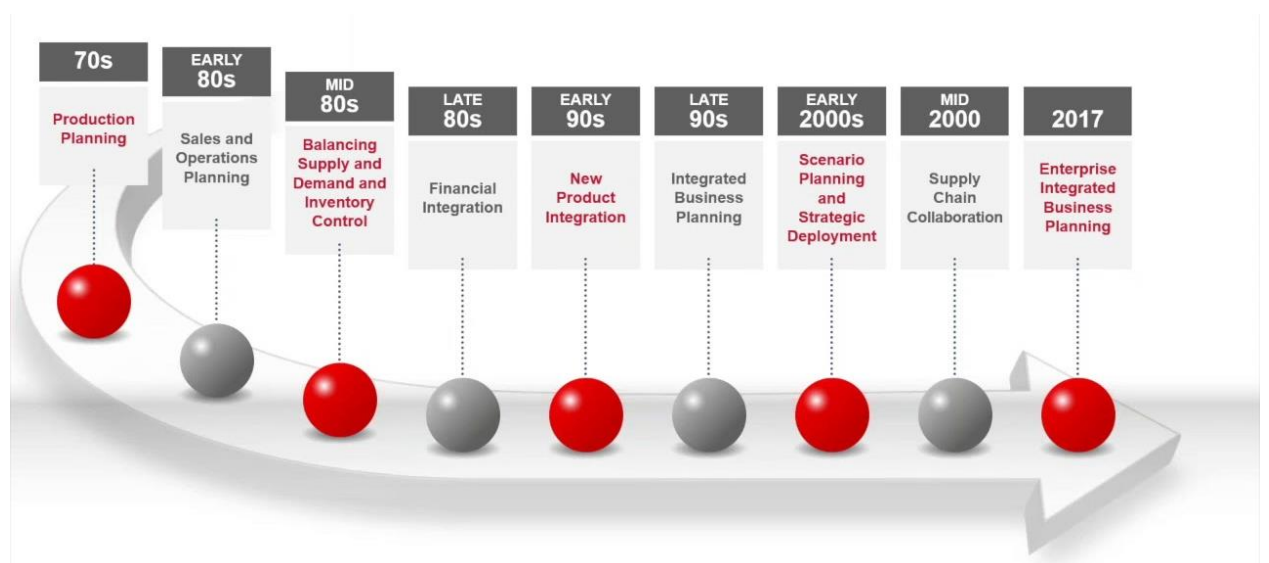 70s
Production
Planning
EARLY
80s
Sales and
Operations
Planning
MID
80s
Balancing
Supply and
Demand and
Inventory
Control
LATE
80s
Financial
Integration
EARLY
90s
New
Product
Integration
LATE
90s
Integrated
Business
Planning
EARLY
2000s
Scenario
Planning
and
Strategic
Deployment
MID
2000
Supply
Chain
Collaboration
2017
Enterprise
Integrated
Business
Planning